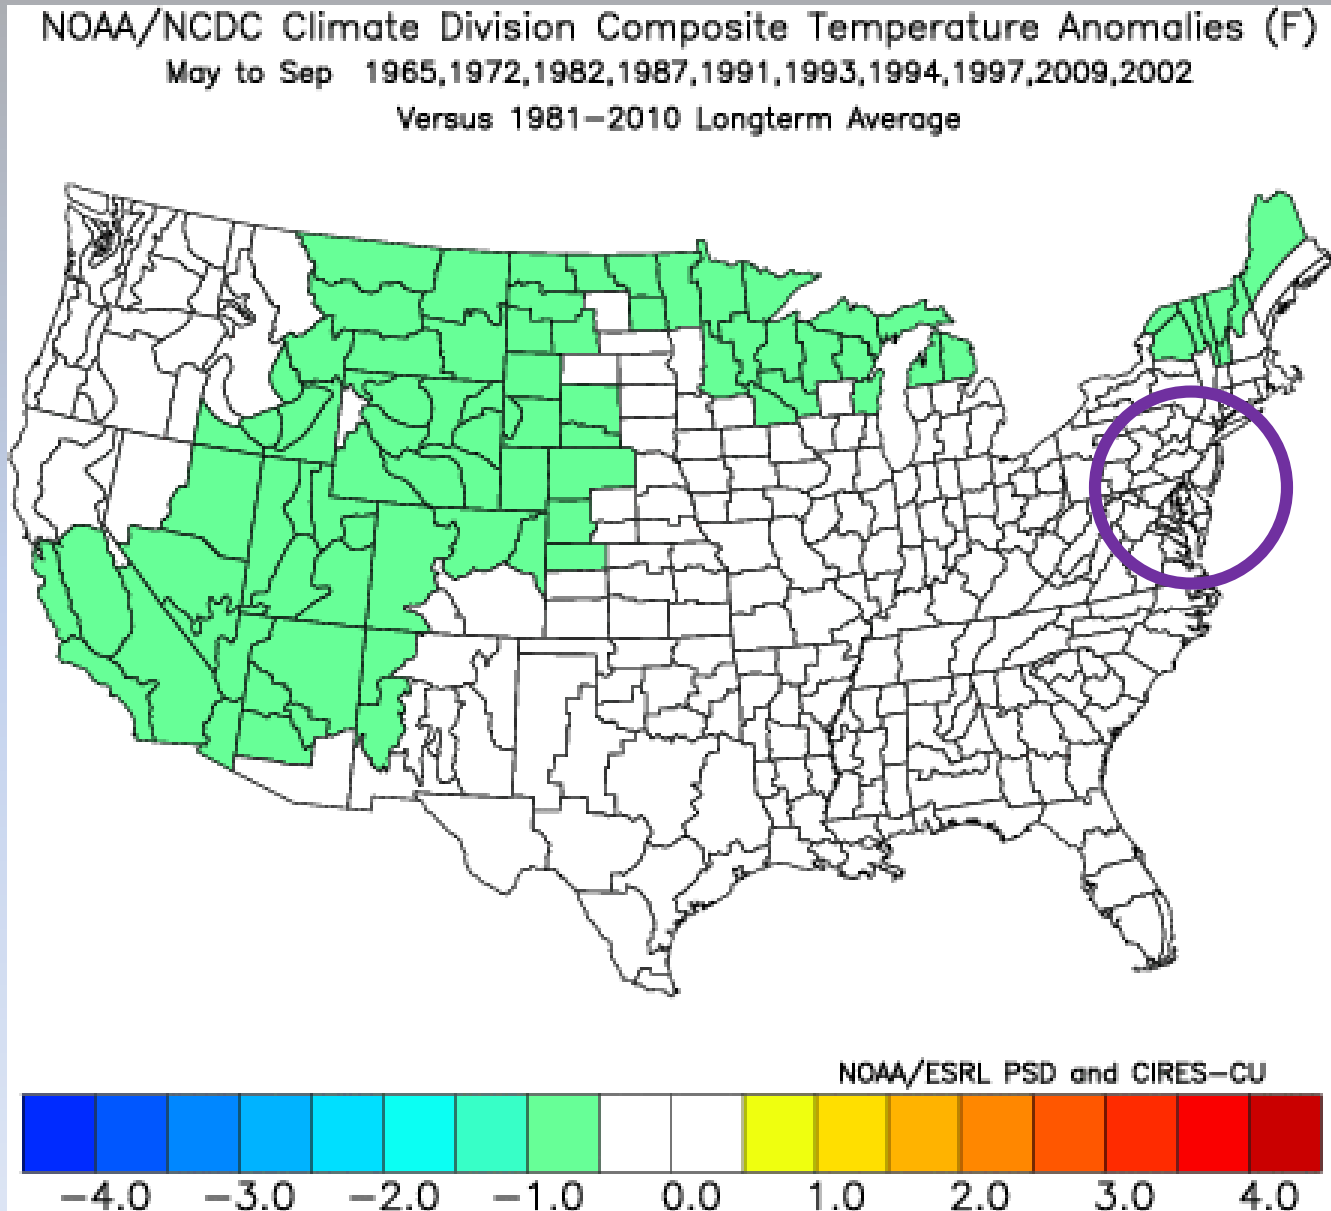 NOAA/NCDC Climate Division Composite Temperature Anomalies (F)
May to Sep 1965,1972,1982,1987,1991,1993,1994,1997,2009,2002
Versus 1981-2010 Longterm Average
NOAA/ESRL PSD and CIRES-CU
-4.0 -3.0 -2.0 -1.0 0.0 1.0 2.0 3.0 4.0